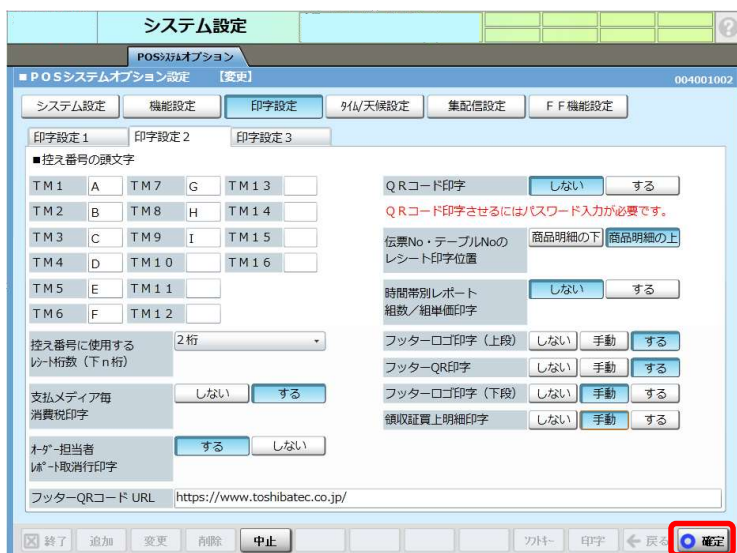 システム設定
POSｼｽﾃﾑオプション
■ＰＯＳシステムオプション設定　【変更】 004001002
システム設定 機能設定 印字設定 ﾀｲﾑ/天候設定 集配信設定 ＦＦ機能設定
印字設定１ 印字設定２ 印字設定３
■控え番号の頭文字
ＴＭ１ A ＴＭ７ G ＴＭ１３
ＴＭ２ B ＴＭ８ H ＴＭ１４
ＴＭ３ C ＴＭ９ I ＴＭ１５
ＴＭ４ D ＴＭ１０ ＴＭ１６
ＴＭ５ E ＴＭ１１
ＴＭ６ F ＴＭ１２
控え番号に使用する
ﾚｼｰﾄ桁数（下ｎ桁）
2桁
支払メディア毎
消費税印字
しない する
ｵｰﾀﾞｰ担当者
ﾚﾎﾟｰﾄ取消行印字
する しない
ＱＲコード印字 しない する
ＱＲコード印字させるにはパスワード入力が必要です。
伝票No・テーブルNoの
レシート印字位置
商品明細の下 商品明細の上
時間帯別レポート
組数／組単価印字
しない する
フッターロゴ印字（上段） しない 手動 する
フッターQR印字 しない 手動 する
フッターロゴ印字（下段） しない 手動 する
領収証買上明細印字 しない 手動 する
フッターQRコード URL https://www.toshibatec.co.jp/
終了 追加 変更 削除 中止 ｿﾌﾄｷｰ 印字 戻る 確定